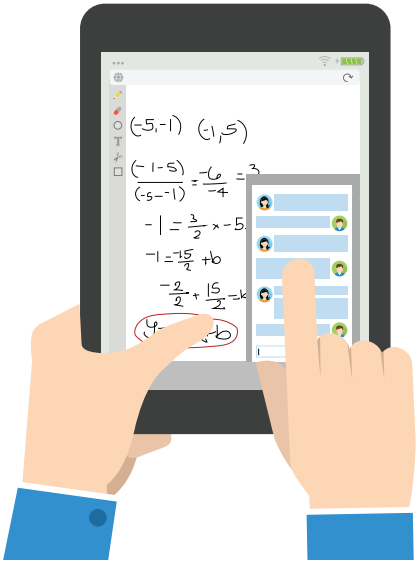 (-5,-1) (-1,5)
(-1-5)/(-5--1) = -6/-4 = 3
-1 = 3/2 x -5
-1 = -15/2 + b
-2/2 + 15/2 = b
y +b
T